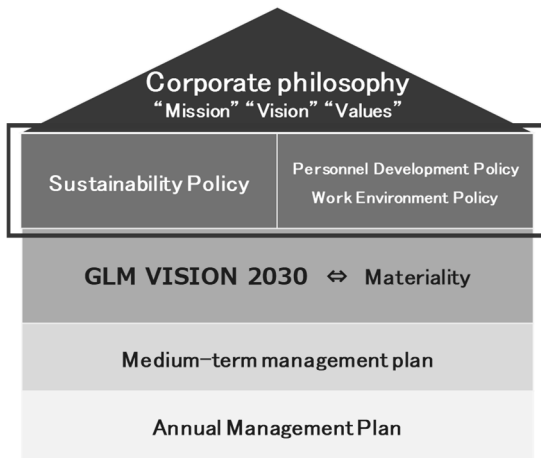 Corporate philosophy
“Mission” “Vision” “Values”
Sustainability Policy
Personnel Development Policy
Work Environment Policy
GLM VISION 2030 ⇔ Materiality
Medium-term management plan
Annual Management Plan